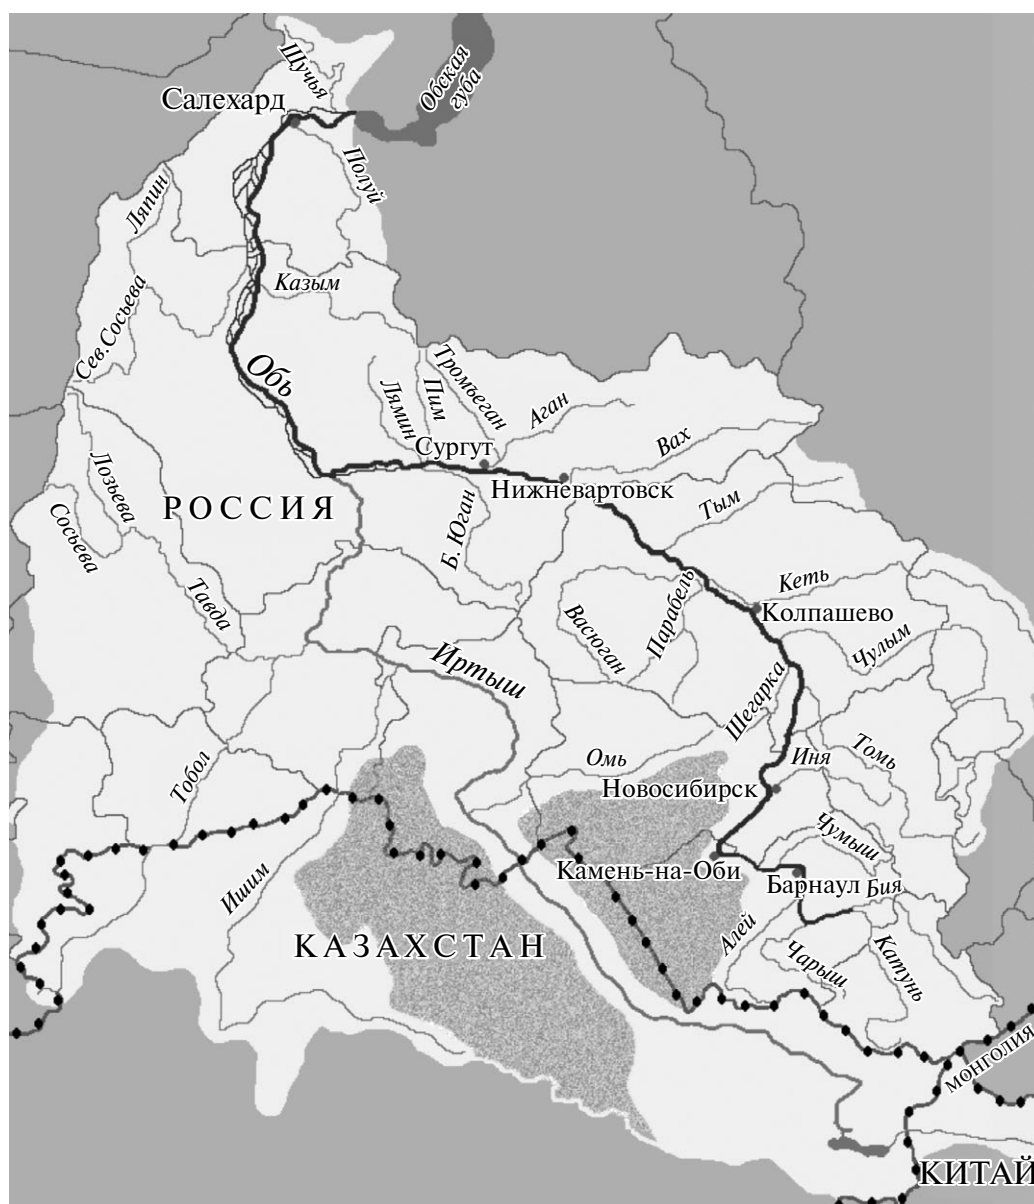 Щучья
Обская
губа
Салехард
Полуй
Ляпин
Казым
Сев.Сосьева
Обь
Тромъеган
Пим
Лямин
Аган
Сургут
Вах
Нижневартовск
Лозьева
РОССИЯ
Тым
Сосьева
Б. Юган
Кеть
Тавда
Парабель
Колпашево
Васюган
Чулым
Иртыш
Шегарка
Омь
Иня
Томь
Тобол
Новосибирск
Чумыш
Камень-на-Оби
Барнаул
Бия
Ишим
Алей
КАЗАХСТАН
Чарыш
Катунь
МОНГОЛИЯ
КИТАЙ